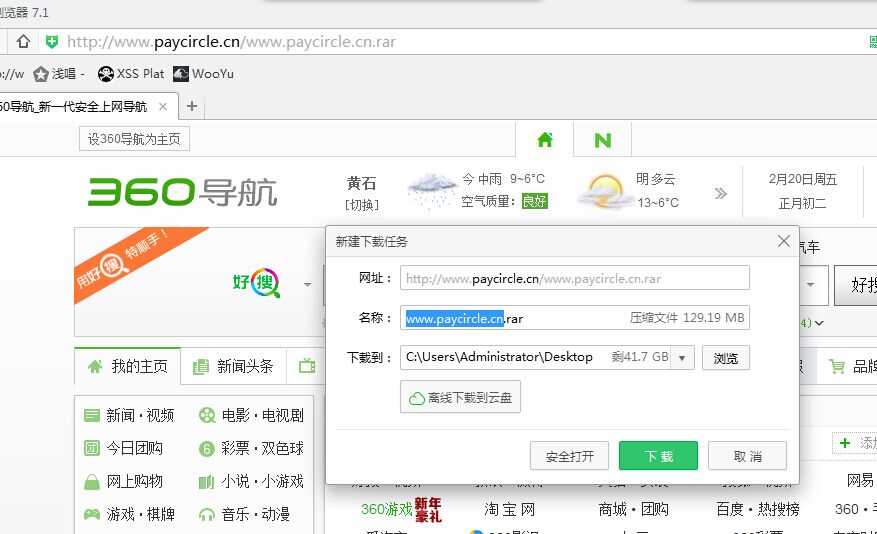 浏览器 7.1
http://www.paycircle.cn/www.paycircle.cn.rar
浅唱 - XSS Plat WooYu
360导航_新一代安全上网导航
设360导航为主页
360导航
黄石
[切换]
今 中雨 9~6°C
空气质量：良好
明 多云
13~6°C
2月20日周五
正月初二
用好搜 特顺手！
好搜
新建下载任务
网址： http://www.paycircle.cn/www.paycircle.cn.rar
名称： www.paycircle.cn.rar 压缩文件 129.19 MB
下载到： C:\Users\Administrator\Desktop 剩41.7 GB 浏览
离线下载到云盘
安全打开 下载 取消
汽车
好搜
我的主页 新闻头条 品牌
新闻·视频 电影·电视剧
今日团购 彩票·双色球
网上购物 小说·小游戏
游戏·棋牌 音乐·动漫
添加
网易
360游戏 新年豪礼 淘 宝 网 商城·团购 百度·热搜榜 360·